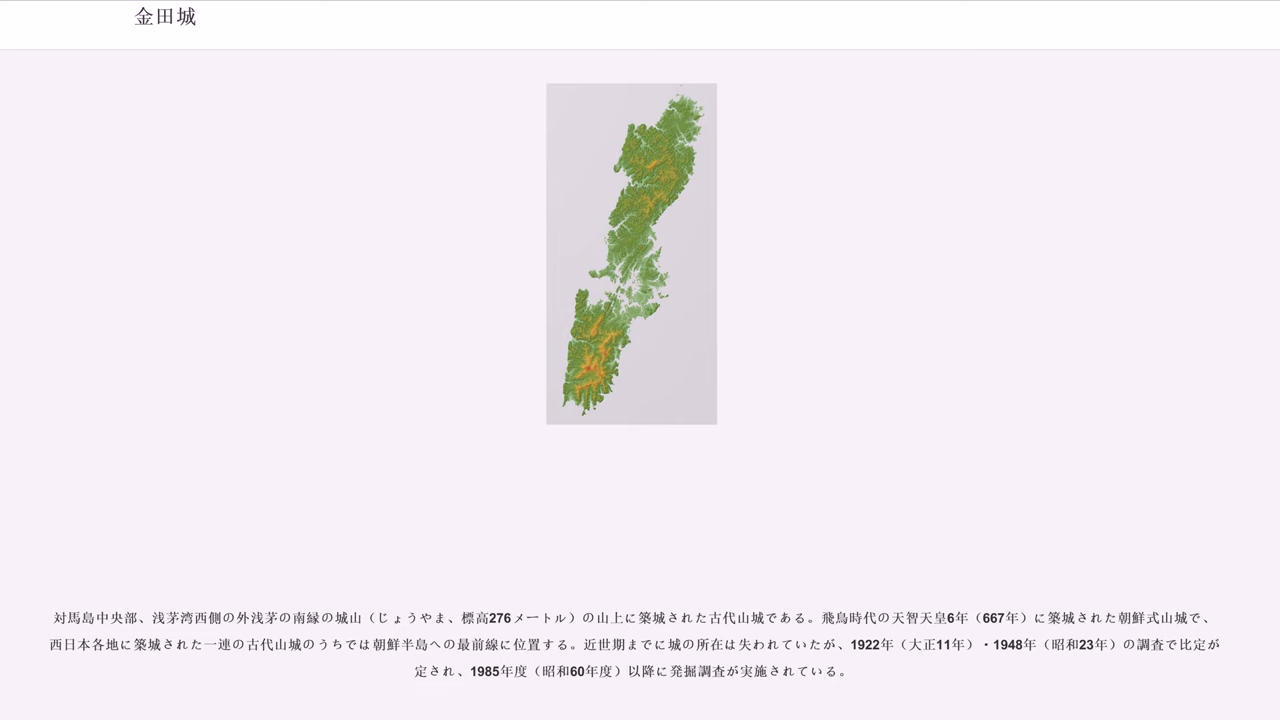 金田城
対馬島中央部、浅茅湾西側の外浅茅の南縁の城山（じょうやま、標高276メートル）の山上に築城された古代山城である。飛鳥時代の天智天皇6年（667年）に築城された朝鮮式山城で、
西日本各地に築城された一連の古代山城のうちでは朝鮮半島への最前線に位置する。近世期までに城の所在は失われていたが、1922年（大正11年）・1948年（昭和23年）の調査で比定が
定され、1985年度（昭和60年度）以降に発掘調査が実施されている。